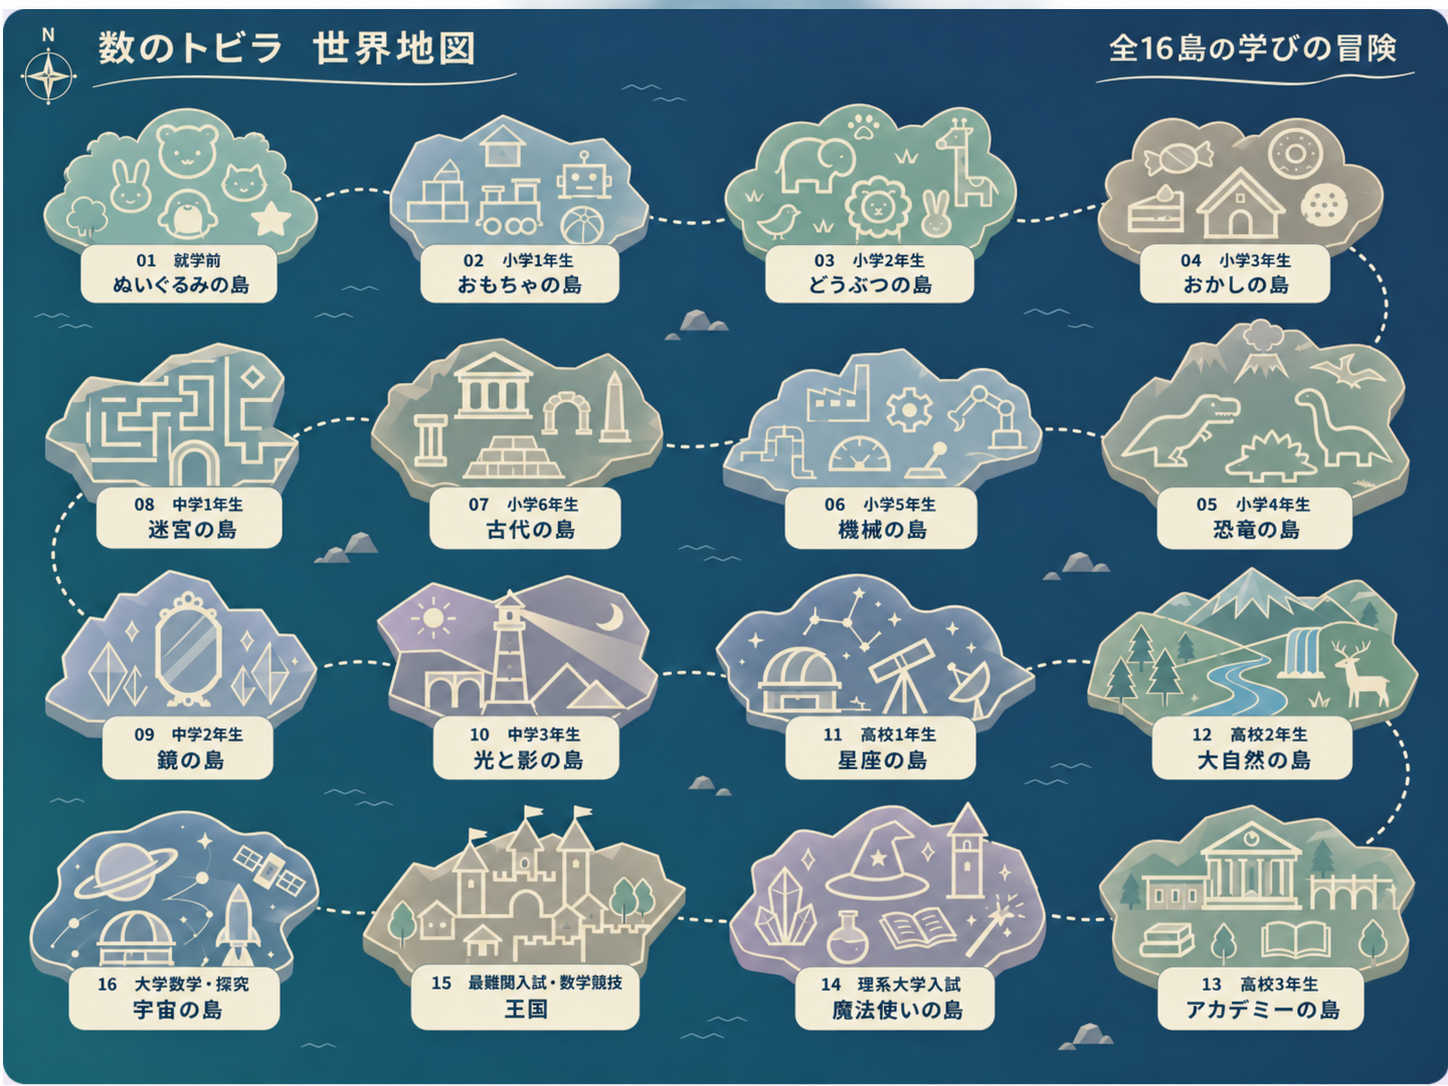 N
数のトビラ 世界地図
全16島の学びの冒険
01 就学前
ぬいぐるみの島
02 小学1年生
おもちゃの島
03 小学2年生
どうぶつの島
04 小学3年生
おかしの島
08 中学1年生
迷宮の島
07 小学6年生
古代の島
06 小学5年生
機械の島
05 小学4年生
恐竜の島
09 中学2年生
鏡の島
10 中学3年生
光と影の島
11 高校1年生
星座の島
12 高校2年生
大自然の島
16 大学数学・探究
宇宙の島
15 最難関入試・数学競技
王国
14 理系大学入試
魔法使いの島
13 高校3年生
アカデミーの島